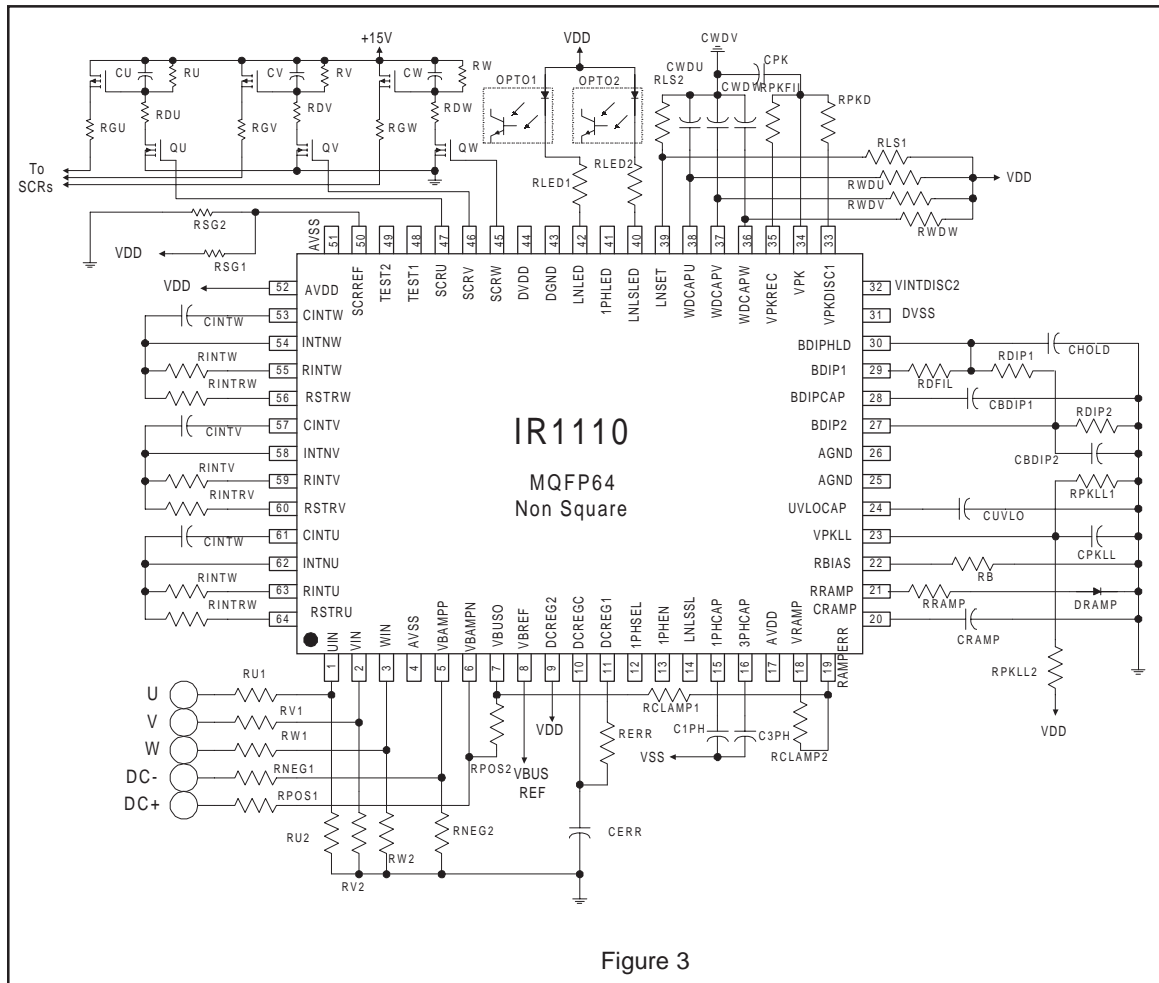 +15V
VDD
CWDV
CPK
CU
RU
CV
RV
CW
RW
OPTO1
OPTO2
CWDU
RLS2
CWDW
RPKFIL
RPKD
RDU
RDV
RDW
RGU
QU
RGV
QV
RGW
QW
RLED1
RLED2
RLS1
RWDU
VDD
RWDV
RWDW
To
SCRs
RSG2
VDD
RSG1
51 50 49 48 47 46 45 44 43 42 41 40 39 38 37 36 35 34 33
AVSS
SCRREF
TEST2
TEST1
SCRU
SCRV
SCRW
DVDD
DGND
LNLED
1PHLED
LNLSLED
LNSET
WDCAPU
WDCAPV
WDCAPW
VPKREC
VPK
VPKDISC1
VDD
52 AVDD
CINTW 53 CINTW
54 INTNW
RINTW 55 RINTW
RINTRW 56 RSTRW
CINTV 57 CINTV
58 INTNV
RINTV 59 RINTV
RINTRV 60 RSTRV
CINTW 61 CINTU
62 INTNU
RINTW 63 RINTU
RINTRW 64 RSTRU
IR1110
MQFP64
Non Square
32 VINTDISC2
31 DVSS
BDIPHLD 30 CHOLD
BDIP1 29 RDFIL RDIP1
BDIPCAP 28 CBDIP1
BDIP2 27 RDIP2
AGND 26 CBDIP2
AGND 25 RPKLL1
UVLOCAP 24 CUVLO
VPKLL 23 CPKLL
RBIAS 22 RB
RRAMP 21 RRAMP DRAMP
CRAMP 20 CRAMP
RPKLL2
VDD
UIN
VIN
WIN
AVSS
VBAMPP
VBAMPN
VBUSO
VBREF
DCREG2
DCREGC
DCREG1
1PHSEL
1PHEN
LNLSSL
1PHCAP
3PHCAP
AVDD
VRAMP
RAMPERR
1 2 3 4 5 6 7 8 9 10 11 12 13 14 15 16 17 18 19
U RU1
V RV1
W RW1
DC- RNEG1
DC+ RPOS1
RPOS2
VBUS
REF
VDD
RERR
RCLAMP1
C1PH
C3PH
VSS
RCLAMP2
RU2
RV2
RW2
RNEG2
CERR
Figure 3